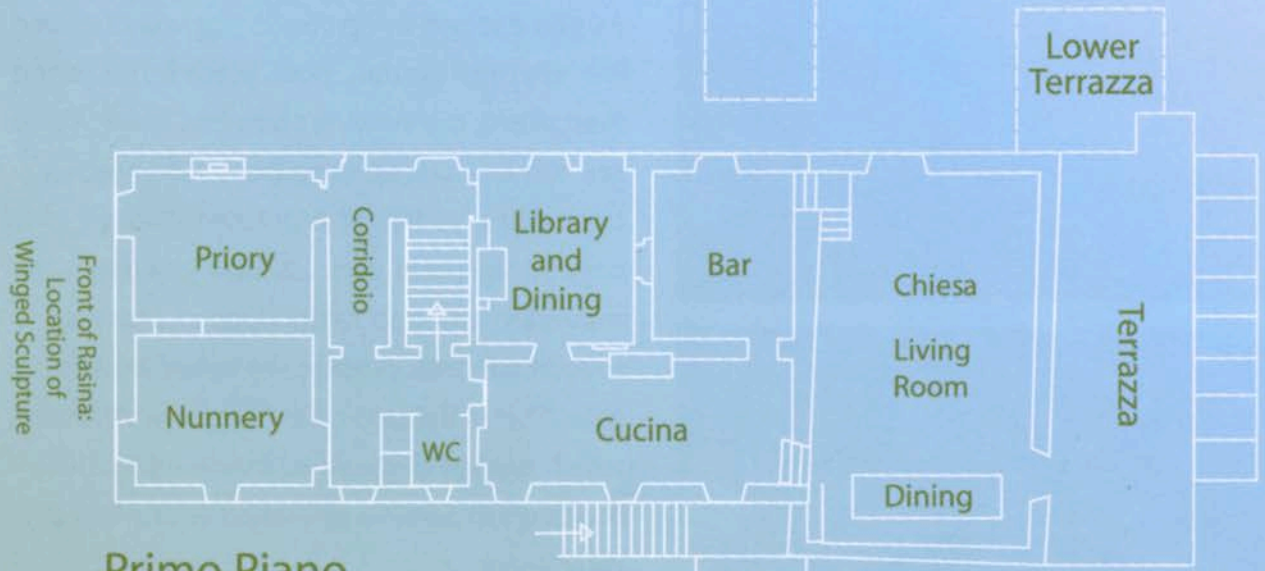 Lower
Terrazza
Front of Rasina:
Location of
Winged Sculpture
Priory
Corridoio
Library
and
Dining
Bar
Chiesa
Living
Room
Terrazza
Nunnery
WC
Cucina
Dining
Primo Piano